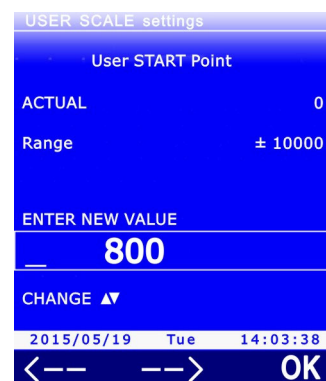 USER SCALE settings
User START Point
ACTUAL 0
Range ± 10000
ENTER NEW VALUE
_ 800
CHANGE ▲▼
2015/05/19 Tue 14:03:38
<-- --> OK